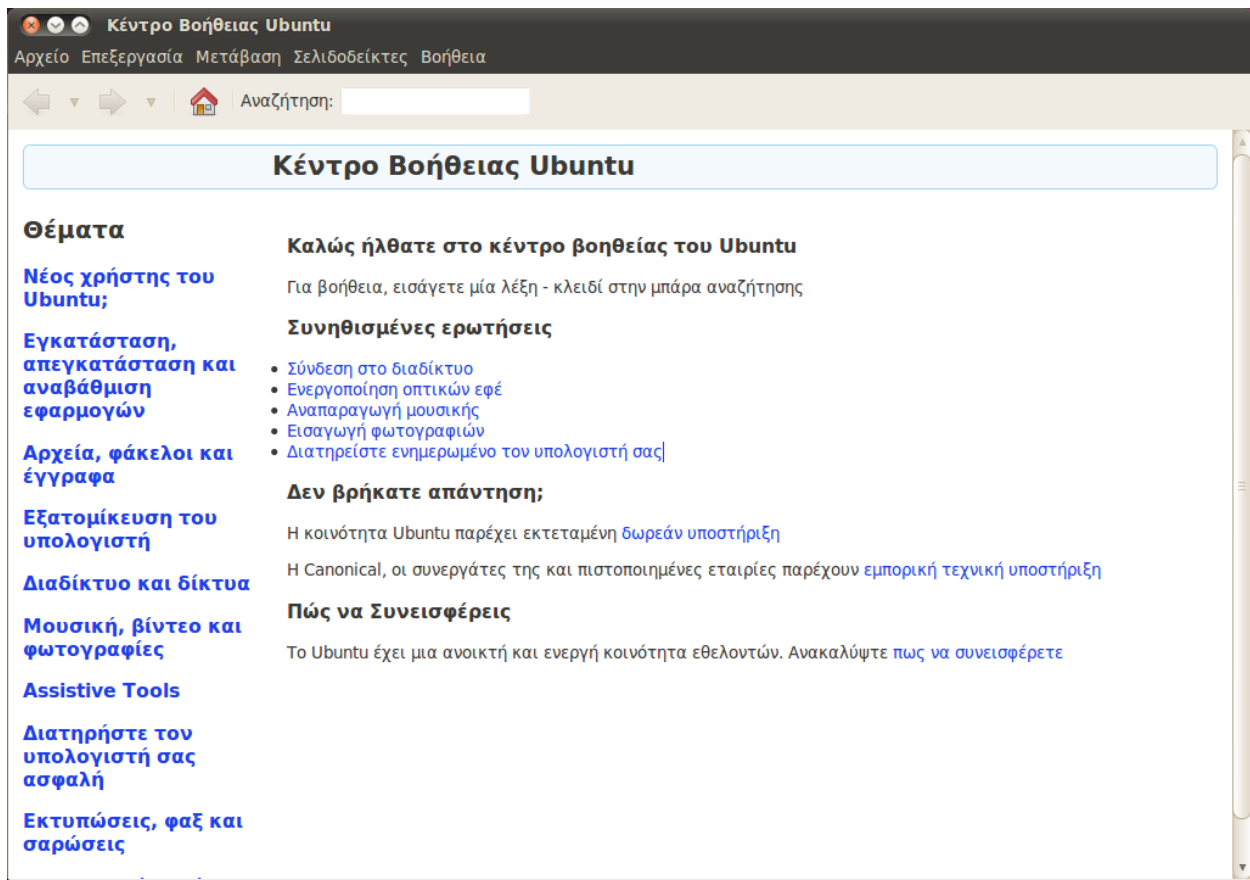 Κέντρο Βοήθειας Ubuntu
Αρχείο Επεξεργασία Μετάβαση Σελιδοδείκτες Βοήθεια
Αναζήτηση:
Κέντρο Βοήθειας Ubuntu
Θέματα
Νέος χρήστης του
Ubuntu;
Εγκατάσταση,
απεγκατάσταση και
αναβάθμιση
εφαρμογών
Αρχεία, φάκελοι και
έγγραφα
Εξατομίκευση του
υπολογιστή
Διαδίκτυο και δίκτυα
Μουσική, βίντεο και
φωτογραφίες
Assistive Tools
Διατηρήστε τον
υπολογιστή σας
ασφαλή
Εκτυπώσεις, φαξ και
σαρώσεις
Καλώς ήλθατε στο κέντρο βοηθείας του Ubuntu
Για βοήθεια, εισάγετε μία λέξη - κλειδί στην μπάρα αναζήτησης
Συνηθισμένες ερωτήσεις
• Σύνδεση στο διαδίκτυο
• Ενεργοποίηση οπτικών εφέ
• Αναπαραγωγή μουσικής
• Εισαγωγή φωτογραφιών
• Διατηρείστε ενημερωμένο τον υπολογιστή σας
Δεν βρήκατε απάντηση;
Η κοινότητα Ubuntu παρέχει εκτεταμένη δωρεάν υποστήριξη
Η Canonical, οι συνεργάτες της και πιστοποιημένες εταιρίες παρέχουν εμπορική τεχνική υποστήριξη
Πώς να Συνεισφέρεις
Το Ubuntu έχει μια ανοικτή και ενεργή κοινότητα εθελοντών. Ανακαλύψτε πως να συνεισφέρετε